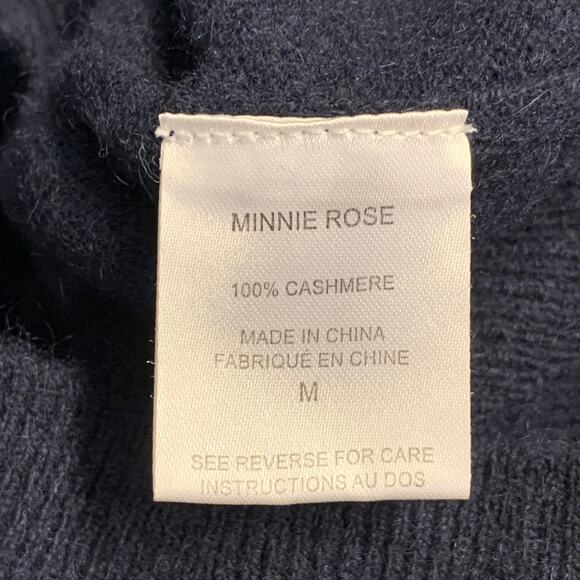 MINNIE ROSE
100% CASHMERE
MADE IN CHINA
FABRIQUÉ EN CHINE
M
SEE REVERSE FOR CARE
INSTRUCTIONS AU DOS